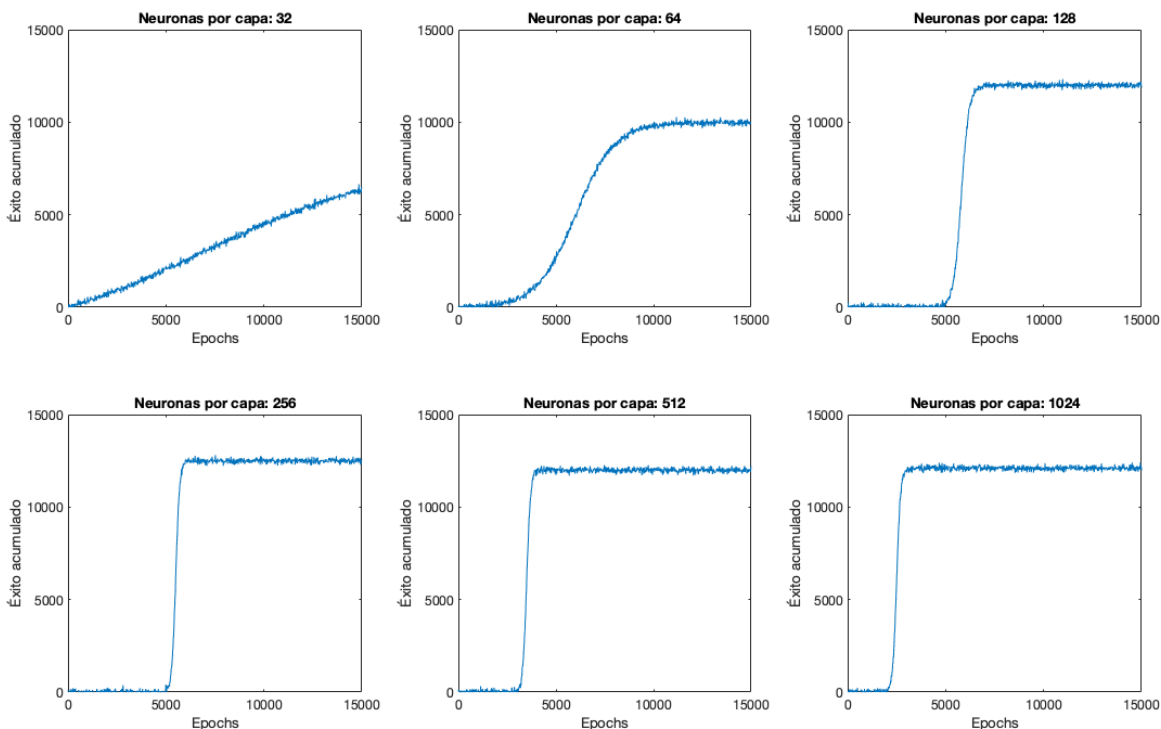 Neuronas por capa: 32
15000
10000
5000
0
Éxito acumulado
0 5000 10000 15000
Epochs
Neuronas por capa: 64
15000
10000
5000
0
Éxito acumulado
0 5000 10000 15000
Epochs
Neuronas por capa: 128
15000
10000
5000
0
Éxito acumulado
0 5000 10000 15000
Epochs
Neuronas por capa: 256
15000
10000
5000
0
Éxito acumulado
0 5000 10000 15000
Epochs
Neuronas por capa: 512
15000
10000
5000
0
Éxito acumulado
0 5000 10000 15000
Epochs
Neuronas por capa: 1024
15000
10000
5000
0
Éxito acumulado
0 5000 10000 15000
Epochs